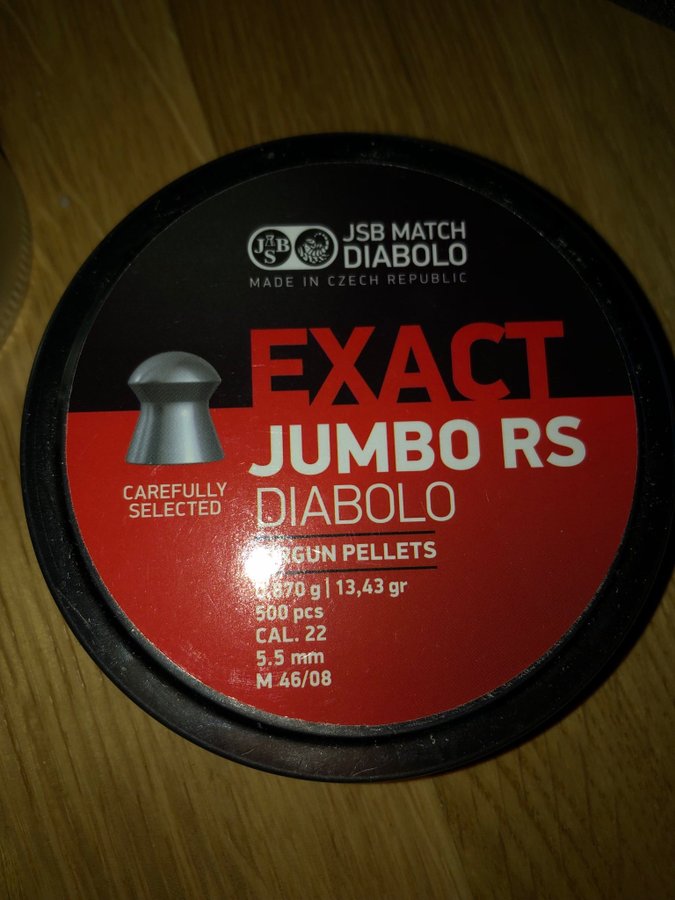 JSB JSB MATCH
DIABOLO
MADE IN CZECH REPUBLIC
EXACT
JUMBO RS
DIABOLO
CAREFULLY
SELECTED
PELLETS
13,43 gr
500 pcs
CAL. 22
5.5 mm
M 46/08